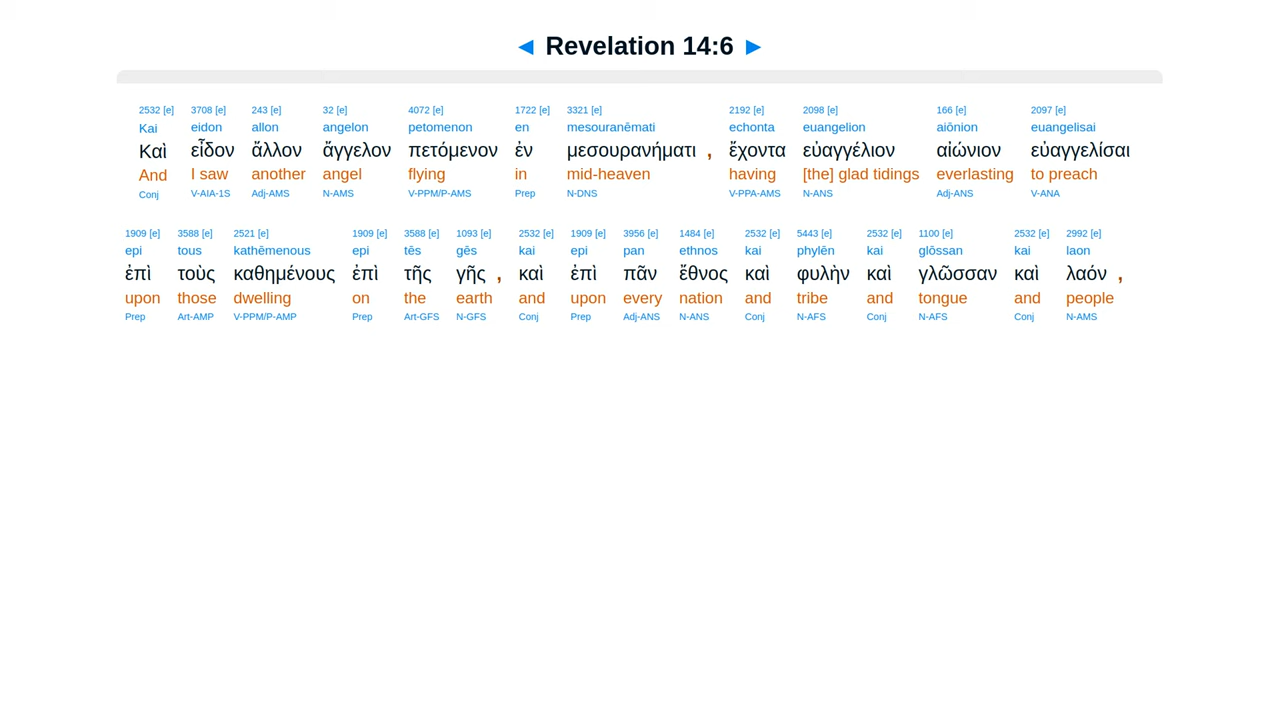 ◄ Revelation 14:6 ►
2532 [e] 3708 [e] 243 [e] 32 [e] 4072 [e] 1722 [e] 3321 [e] 2192 [e] 2098 [e] 166 [e] 2097 [e]
Kai eidon allon angelon petomenon en mesouranēmati echonta euangelion aiōnion euangelisai
Καὶ εἶδον ἄλλον ἄγγελον πετόμενον ἐν μεσουρανήματι , ἔχοντα εὐαγγέλιον αἰώνιον εὐαγγελίσαι
And I saw another angel flying in mid-heaven having [the] glad tidings everlasting to preach
Conj V-AIA-1S Adj-AMS N-AMS V-PPM/P-AMS Prep N-DNS V-PPA-AMS N-ANS Adj-ANS V-ANA
1909 [e] 3588 [e] 2521 [e] 1909 [e] 3588 [e] 1093 [e] 2532 [e] 1909 [e] 3956 [e] 1484 [e] 2532 [e] 5443 [e] 2532 [e] 1100 [e] 2532 [e] 2992 [e]
epi tous kathēmenous epi tēs gēs kai epi pan ethnos kai phylēn kai glōssan kai laon
ἐπὶ τοὺς καθημένους ἐπὶ τῆς γῆς , καὶ ἐπὶ πᾶν ἔθνος καὶ φυλὴν καὶ γλῶσσαν καὶ λαόν ,
upon those dwelling on the earth and upon every nation and tribe and tongue and people
Prep Art-AMP V-PPM/P-AMP Prep Art-GFS N-GFS Conj Prep Adj-ANS N-ANS Conj N-AFS Conj N-AFS Conj N-AMS